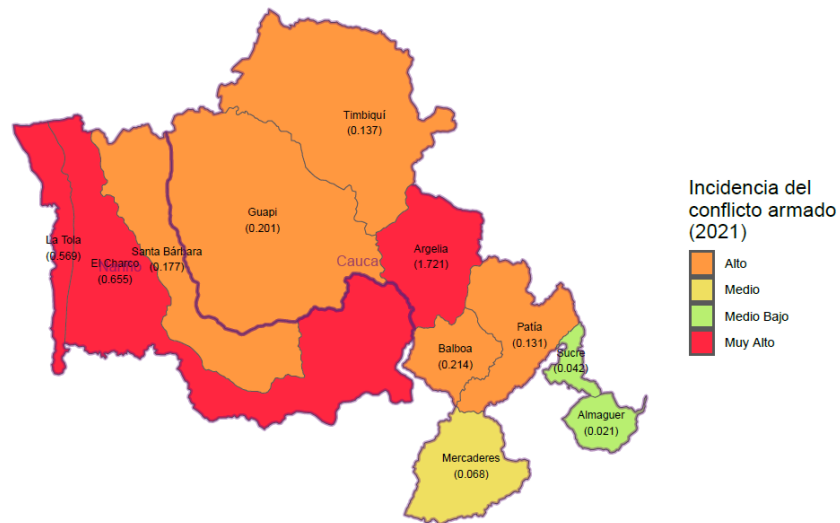 Timbiquí
(0.137)
Guapi
(0.201)
La Tola
(0.569)
El Charco
(0.655)
Nariño
Santa Bárbara
(0.177)
Cauca
Argelia
(1.721)
Balboa
(0.214)
Patía
(0.131)
Sucre
(0.042)
Almaguer
(0.021)
Mercaderes
(0.068)
Incidencia del
conflicto armado
(2021)
Alto
Medio
Medio Bajo
Muy Alto